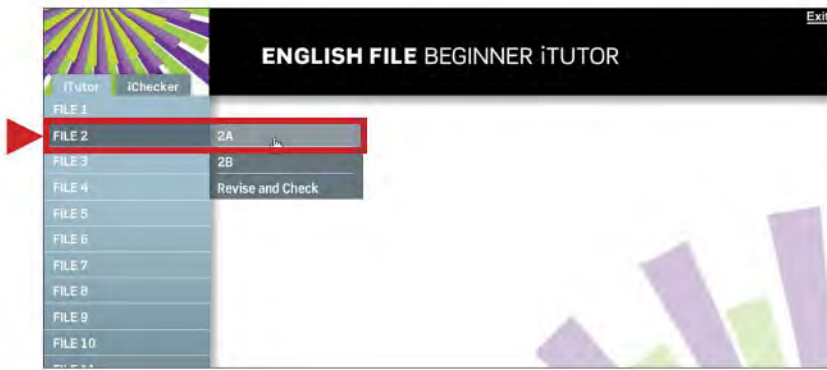 Exit
ENGLISH FILE BEGINNER iTUTOR
iTutor iChecker
FILE 1
FILE 2 2A
FILE 3 2B
FILE 4 Revise and Check
FILE 5
FILE 6
FILE 7
FILE 8
FILE 9
FILE 10